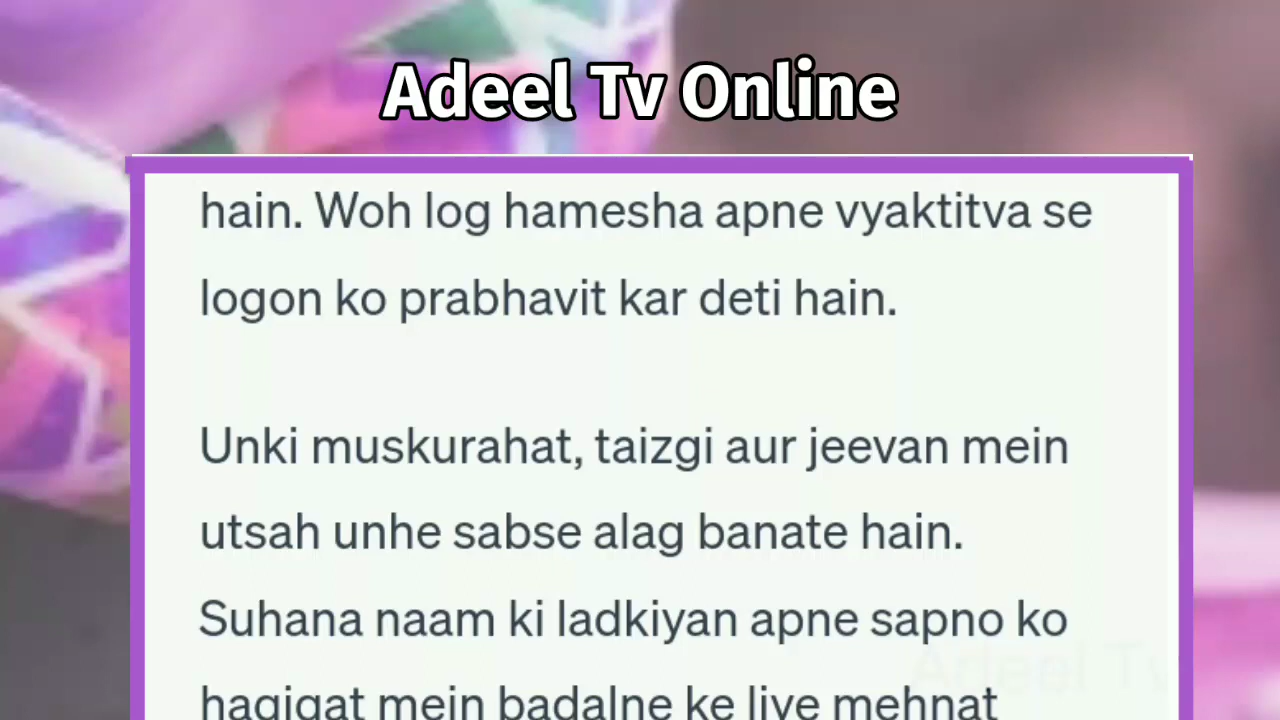 Adeel Tv Online
hain. Woh log hamesha apne vyaktitva se
logon ko prabhavit kar deti hain.
Unki muskurahat, taizgi aur jeevan mein
utsah unhe sabse alag banate hain.
Suhana naam ki ladkiyan apne sapno ko
haqiqat mein badalne ke liye mehnat
Adeel Tv